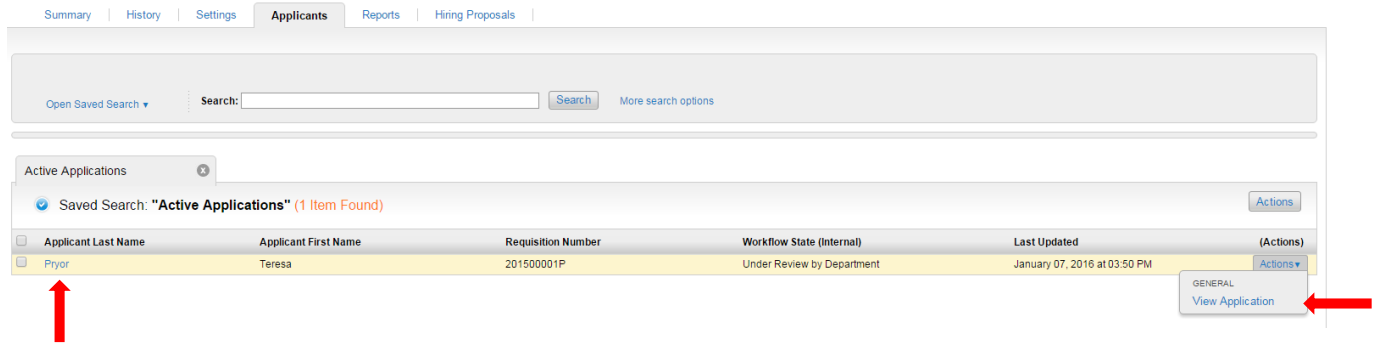 Summary History Settings Applicants Reports Hiring Proposals
Open Saved Search ▾ Search: Search More search options
Active Applications
Saved Search: "Active Applications" (1 Item Found) Actions
Applicant Last Name Applicant First Name Requisition Number Workflow State (Internal) Last Updated (Actions)
Pryor Teresa 201500001P Under Review by Department January 07, 2016 at 03:50 PM Actions▾
GENERAL
View Application